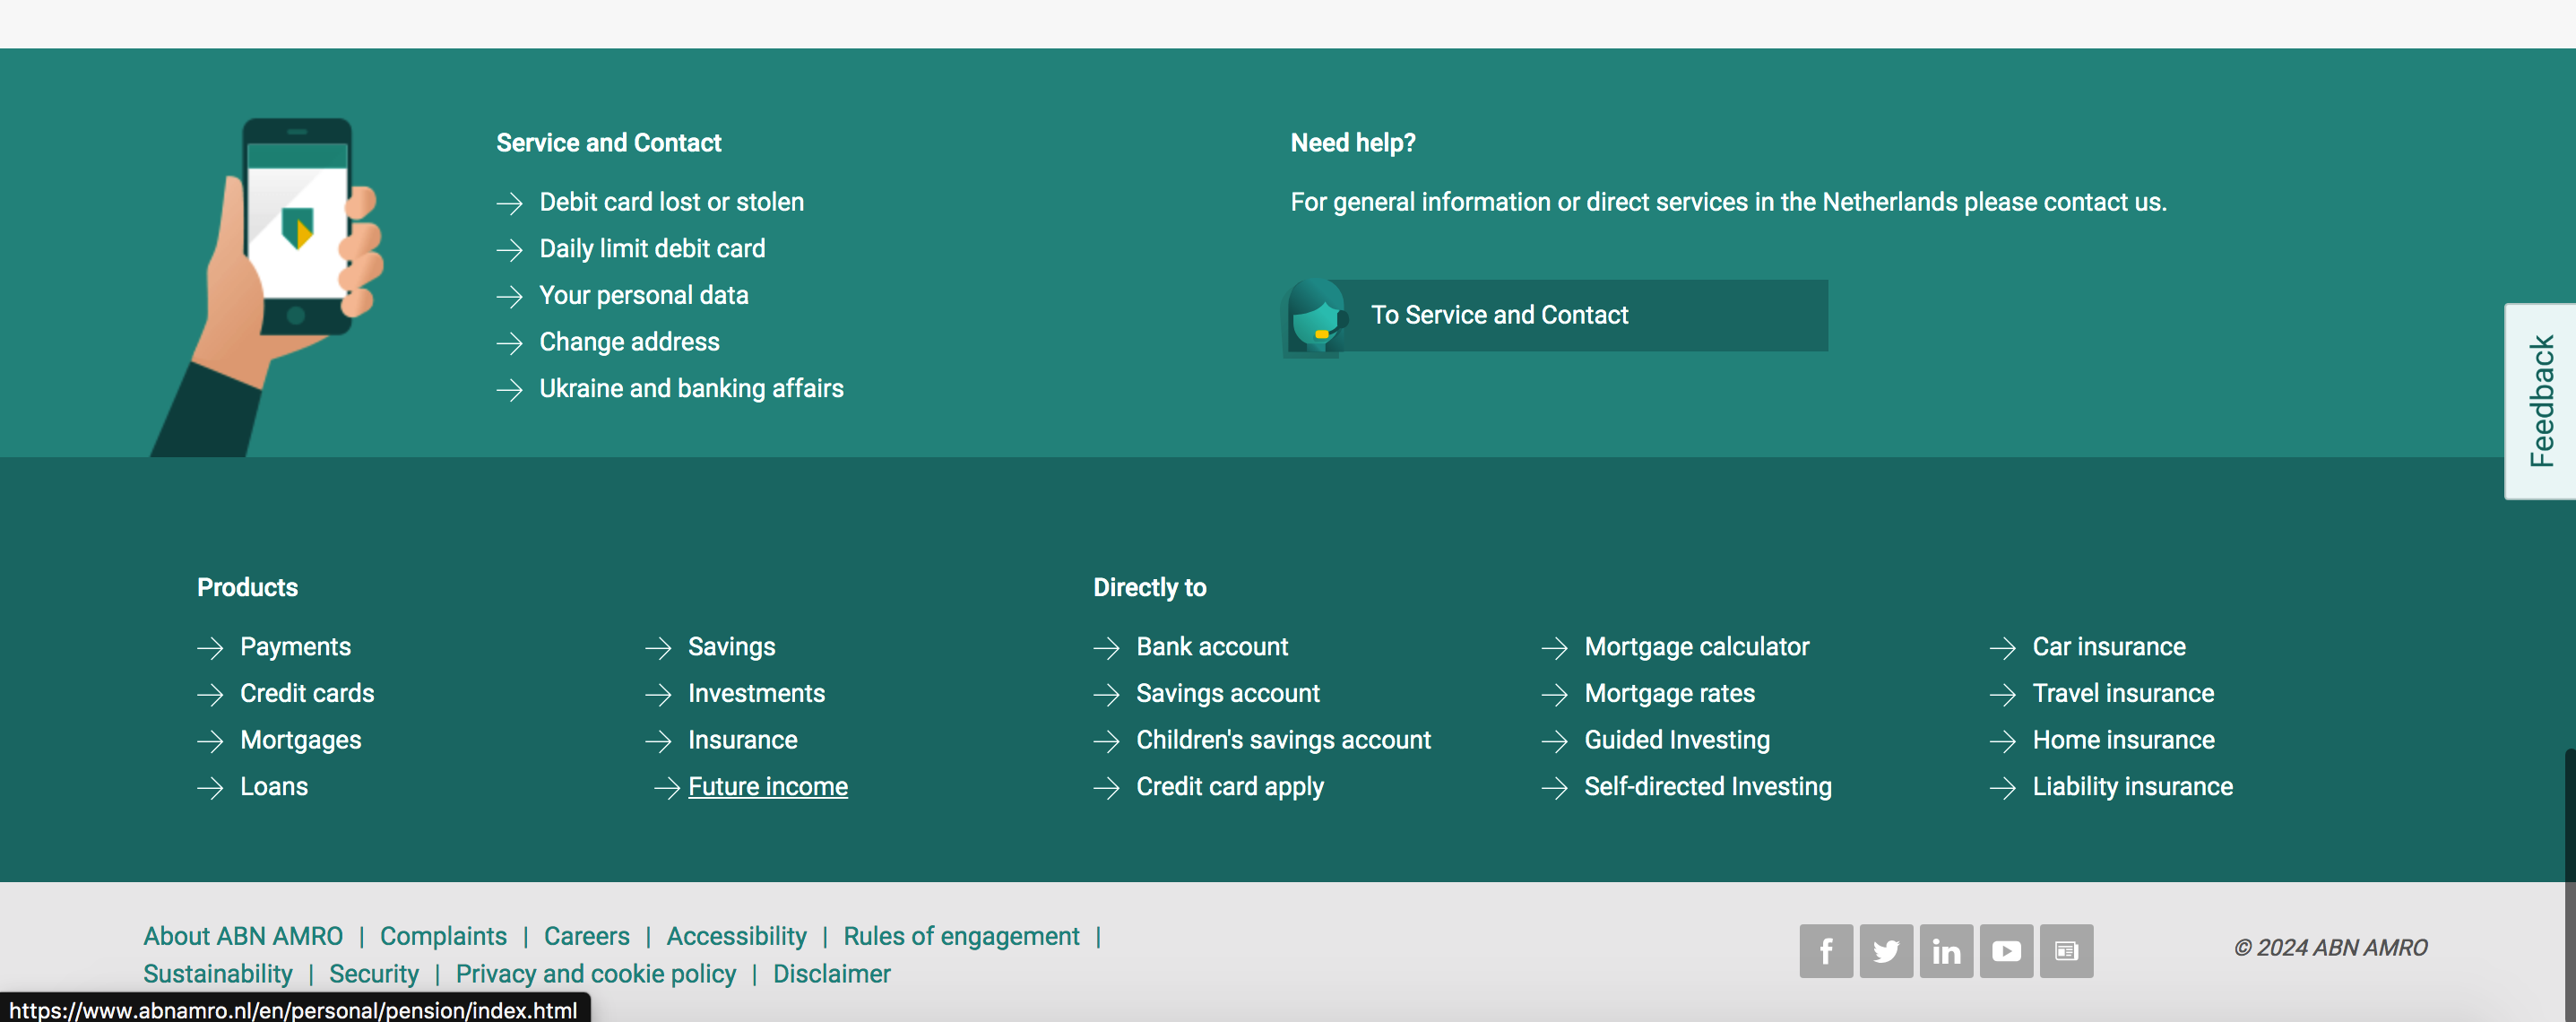 Service and Contact
Debit card lost or stolen
Daily limit debit card
Your personal data
Change address
Ukraine and banking affairs
Need help?
For general information or direct services in the Netherlands please contact us.
To Service and Contact
Feedback
Products
Payments
Credit cards
Mortgages
Loans
Savings
Investments
Insurance
Future income
Directly to
Bank account
Savings account
Children's savings account
Credit card apply
Mortgage calculator
Mortgage rates
Guided Investing
Self-directed Investing
Car insurance
Travel insurance
Home insurance
Liability insurance
About ABN AMRO | Complaints | Careers | Accessibility | Rules of engagement |
Sustainability | Security | Privacy and cookie policy | Disclaimer
© 2024 ABN AMRO
https://www.abnamro.nl/en/personal/pension/index.html